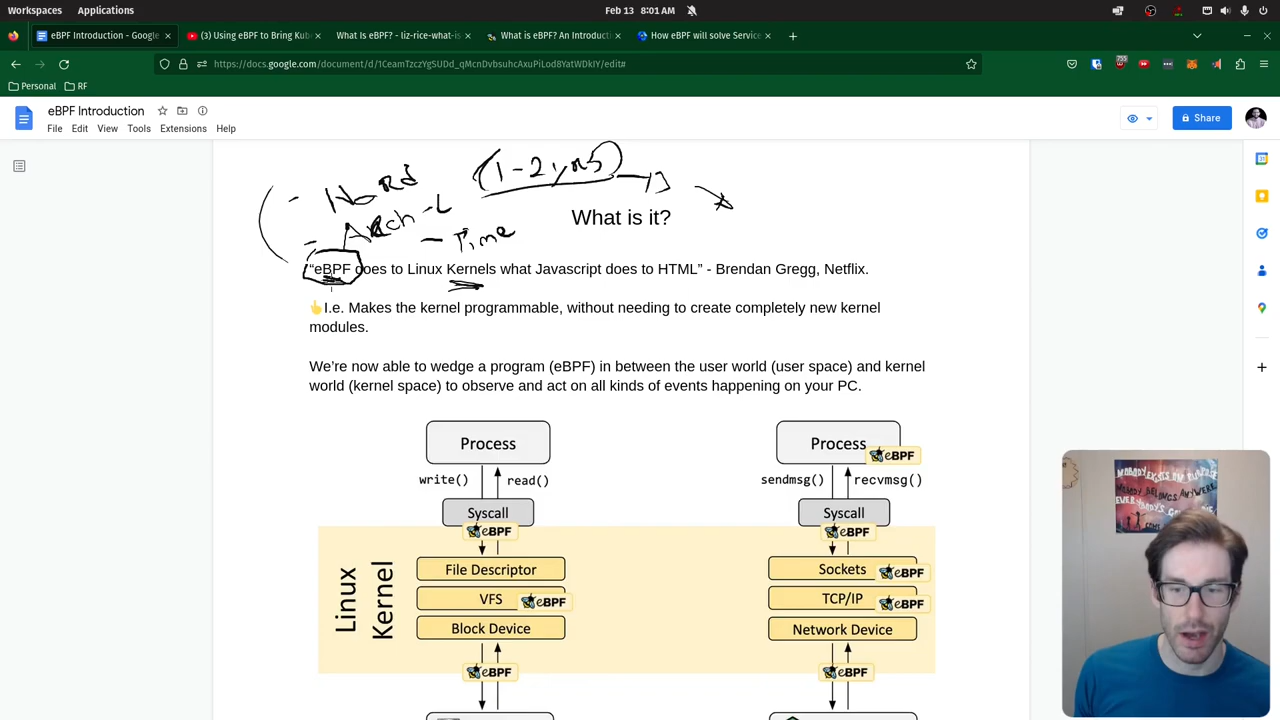 Workspaces Applications Feb 13 8:01 AM
eBPF Introduction - Google (3) Using eBPF to Bring Kub What Is eBPF? - liz-rice-what-is- What is eBPF? An Introducti How eBPF will solve Service
https://docs.google.com/document/d/1CeamTzczYgSUDd_qMcnDvbsuhcAxuPiLod8YatWDkIY/edit#
Personal RF
eBPF Introduction
File Edit View Tools Extensions Help
Share
(1-2 yrs)
- Hard
- Arch
- Time
What is it?
“eBPF does to Linux Kernels what Javascript does to HTML” - Brendan Gregg, Netflix.
👆I.e. Makes the kernel programmable, without needing to create completely new kernel
modules.
We’re now able to wedge a program (eBPF) in between the user world (user space) and kernel
world (kernel space) to observe and act on all kinds of events happening on your PC.
Process Process
eBPF
write() read() sendmsg() recvmsg()
Syscall Syscall
eBPF eBPF
Linux
Kernel
File Descriptor Sockets eBPF
VFS eBPF TCP/IP eBPF
Block Device Network Device
eBPF eBPF